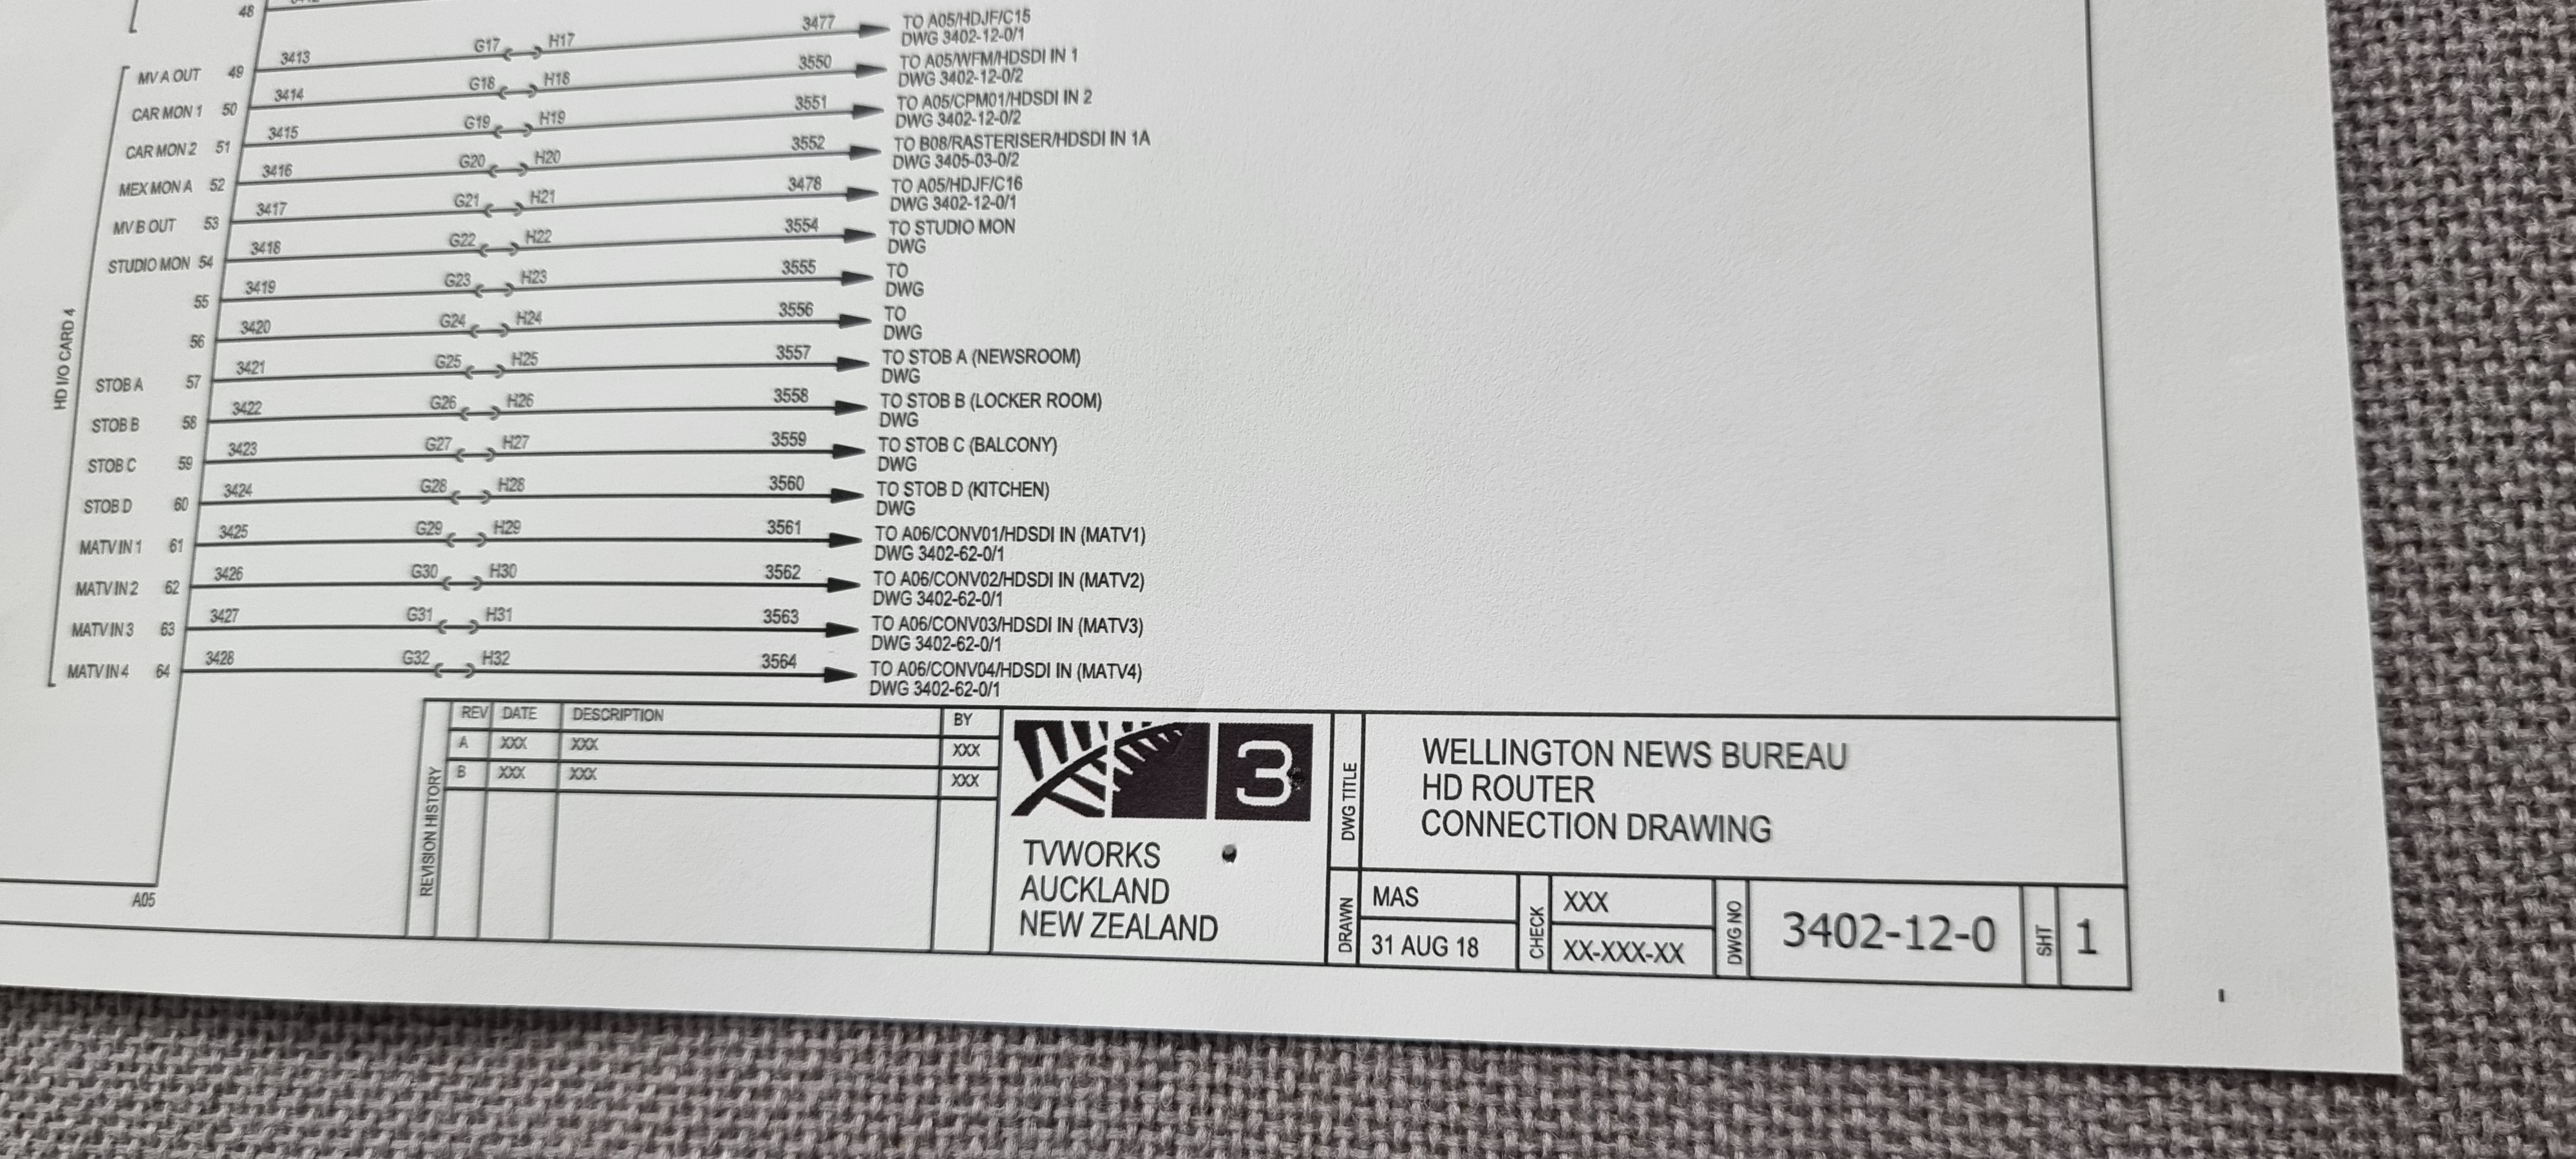 48
MV A OUT 49 3413 G17 H17 3477 TO A05/HDJF/C15
DWG 3402-12-0/1
CAR MON 1 50 3414 G18 H18 3550 TO A05/WFM/HDSDI IN 1
DWG 3402-12-0/2
CAR MON 2 51 3415 G19 H19 3551 TO A05/CPM01/HDSDI IN 2
DWG 3402-12-0/2
MEX MON A 52 3416 G20 H20 3552 TO B08/RASTERISER/HDSDI IN 1A
DWG 3405-03-0/2
MV B OUT 53 3417 G21 H21 3478 TO A05/HDJF/C16
DWG 3402-12-0/1
STUDIO MON 54 3418 G22 H22 3554 TO STUDIO MON
DWG
55 3419 G23 H23 3555 TO
DWG
56 3420 G24 H24 3556 TO
DWG
STOB A 57 3421 G25 H25 3557 TO STOB A (NEWSROOM)
DWG
STOB B 58 3422 G26 H26 3558 TO STOB B (LOCKER ROOM)
DWG
STOB C 59 3423 G27 H27 3559 TO STOB C (BALCONY)
DWG
STOB D 60 3424 G28 H28 3560 TO STOB D (KITCHEN)
DWG
MATV IN 1 61 3425 G29 H29 3561 TO A06/CONV01/HDSDI IN (MATV1)
DWG 3402-62-0/1
MATV IN 2 62 3426 G30 H30 3562 TO A06/CONV02/HDSDI IN (MATV2)
DWG 3402-62-0/1
MATV IN 3 63 3427 G31 H31 3563 TO A06/CONV03/HDSDI IN (MATV3)
DWG 3402-62-0/1
MATV IN 4 64 3428 G32 H32 3564 TO A06/CONV04/HDSDI IN (MATV4)
DWG 3402-62-0/1
HD I/O CARD 4
A05
REVISION HISTORY
REV DATE DESCRIPTION BY
A XXX XXX XXX
B XXX XXX XXX
3
TVWORKS
AUCKLAND
NEW ZEALAND
DWG TITLE
WELLINGTON NEWS BUREAU
HD ROUTER
CONNECTION DRAWING
DRAWN
MAS
31 AUG 18
CHECK
XXX
XX-XXX-XX
DWG NO
3402-12-0
SHT
1